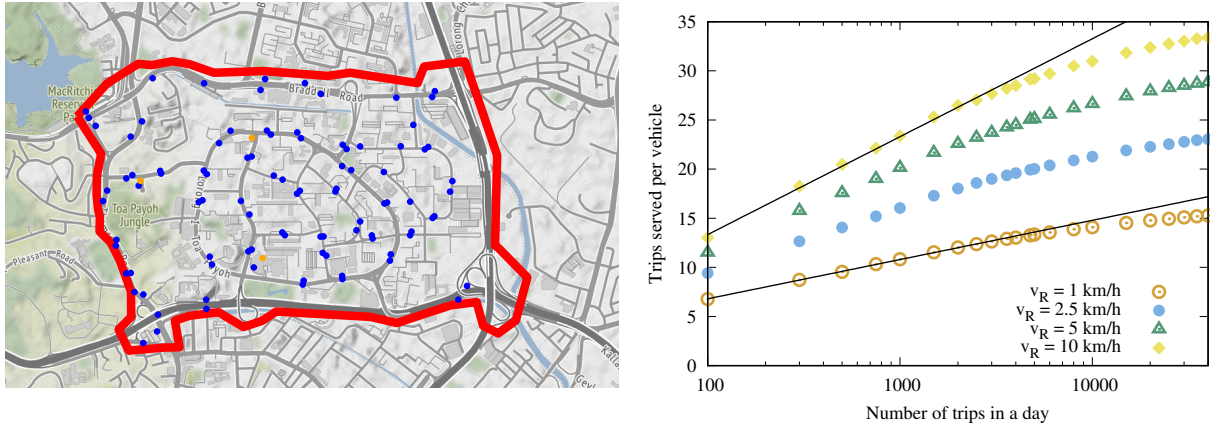 MacRitchie
Reservoir
Braddell Road
Toa Payoh
Jungle
Pleasant Road
35
30
25
20
15
10
5
0
100
1000
10000
Trips served per vehicle
Number of trips in a day
v_R = 1 km/h
v_R = 2.5 km/h
v_R = 5 km/h
v_R = 10 km/h